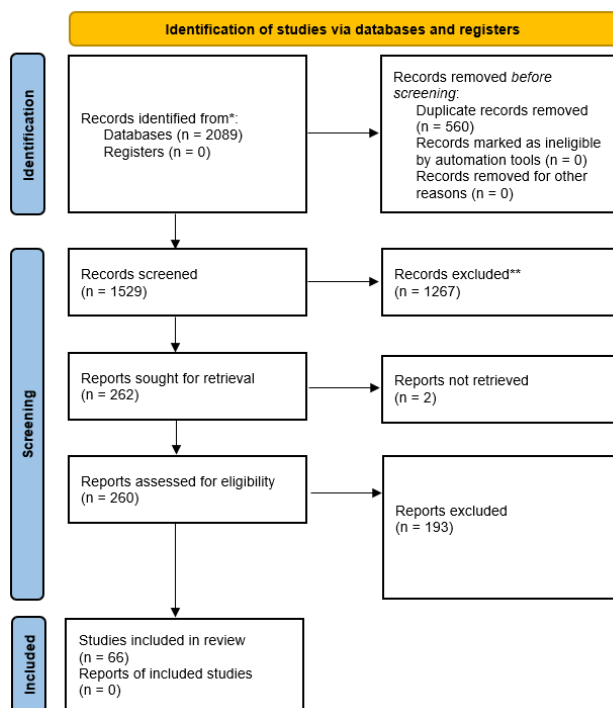 Identification of studies via databases and registers
Identification
Records identified from*:
Databases (n = 2089)
Registers (n = 0)
Records removed before
screening:
Duplicate records removed
(n = 560)
Records marked as ineligible
by automation tools (n = 0)
Records removed for other
reasons (n = 0)
Screening
Records screened
(n = 1529)
Records excluded**
(n = 1267)
Reports sought for retrieval
(n = 262)
Reports not retrieved
(n = 2)
Reports assessed for eligibility
(n = 260)
Reports excluded
(n = 193)
Included
Studies included in review
(n = 66)
Reports of included studies
(n = 0)